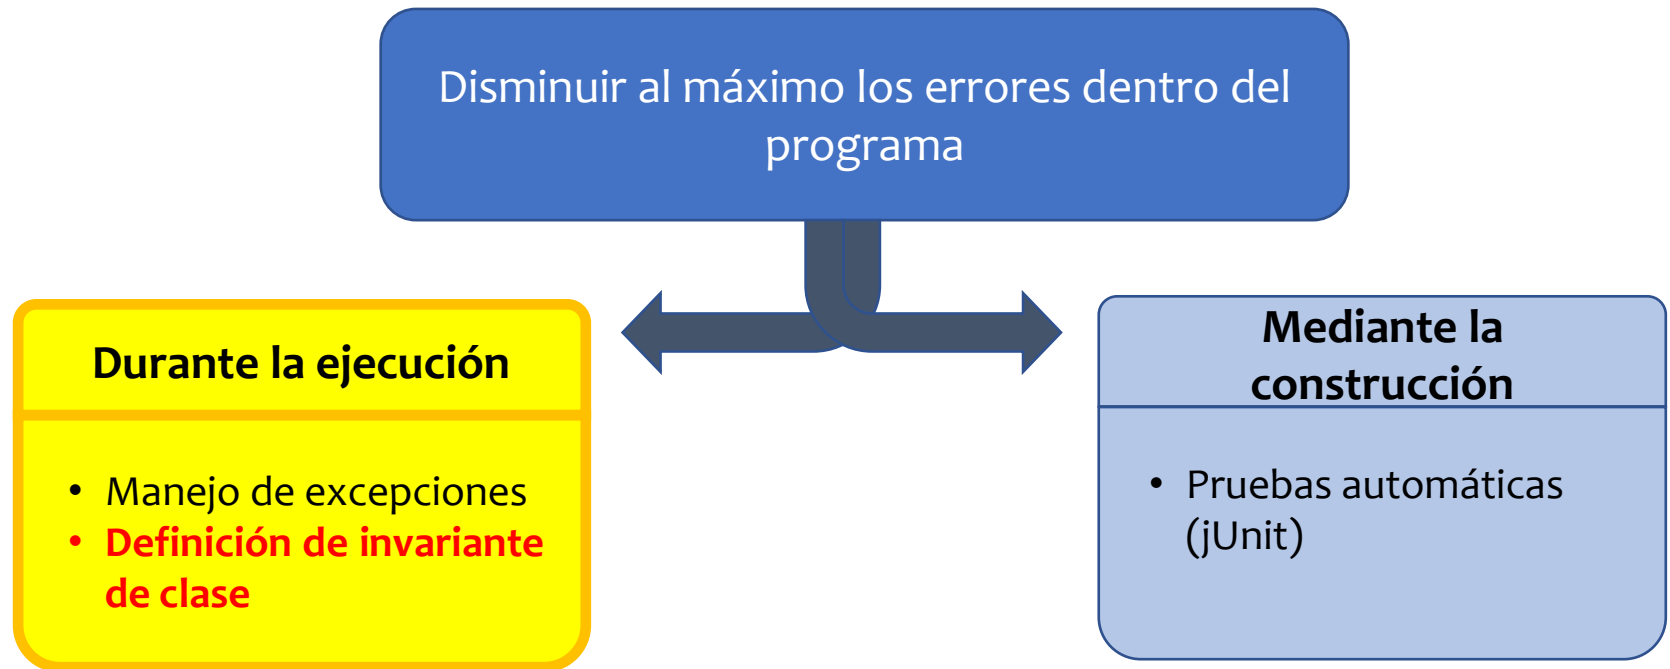 Disminuir al máximo los errores dentro del
programa
Durante la ejecución
• Manejo de excepciones
• Definición de invariante
de clase
Mediante la
construcción
• Pruebas automáticas
(jUnit)